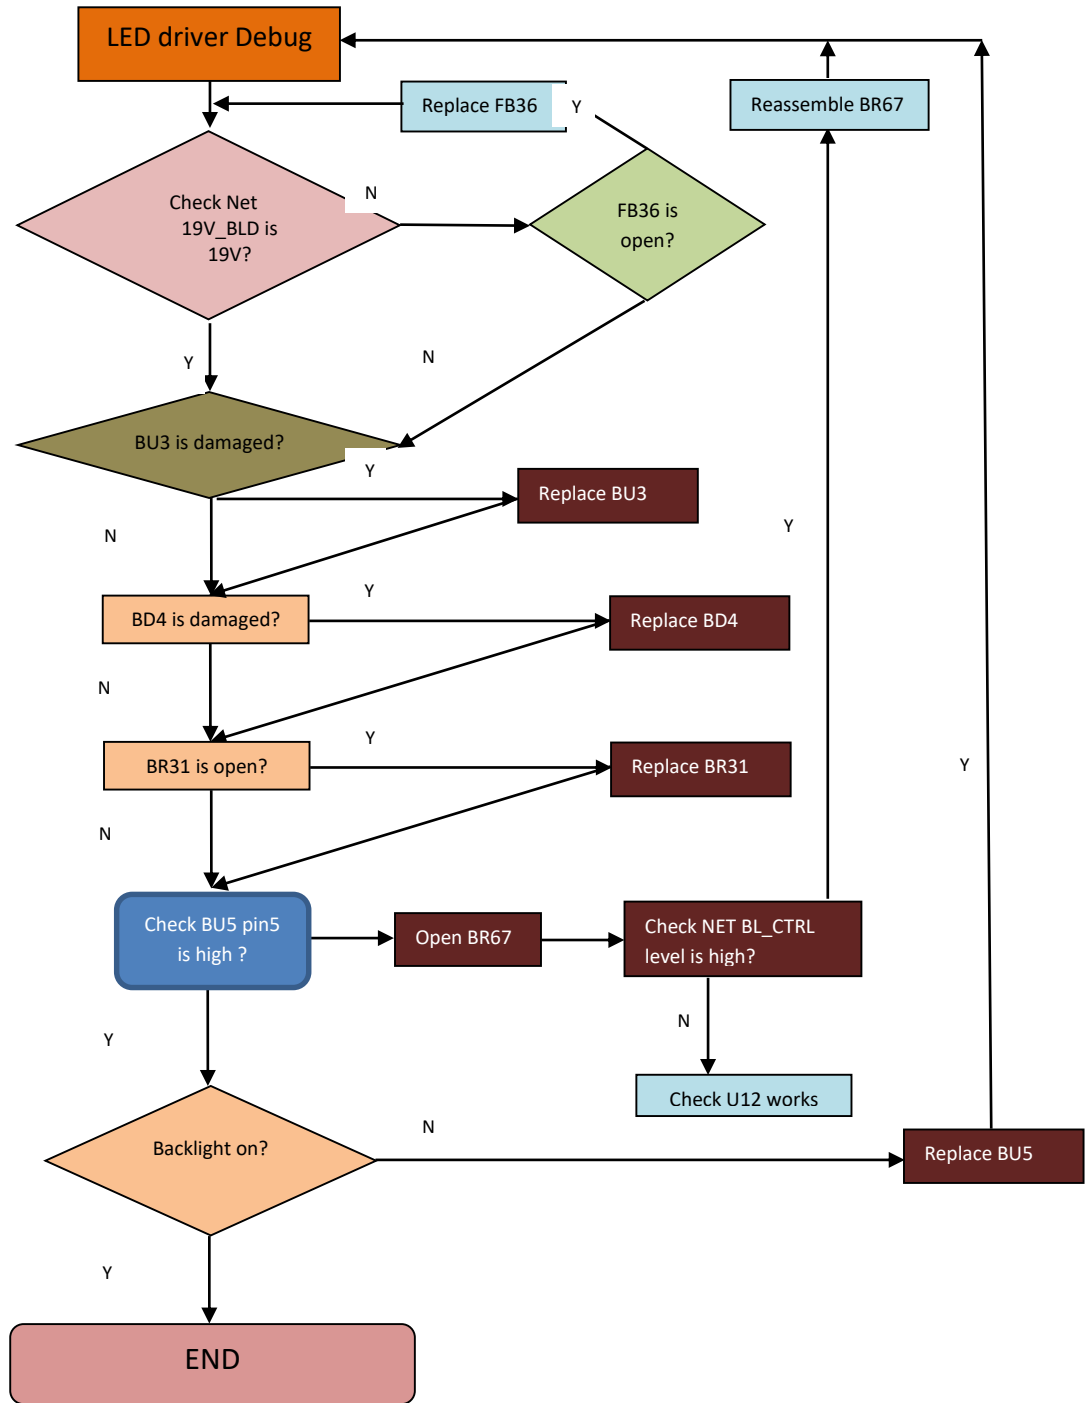 LED driver Debug
Replace FB36
Y
Reassemble BR67
Check Net
19V_BLD is
19V?
N
FB36 is
open?
Y
N
BU3 is damaged?
Y
Replace BU3
N
Y
BD4 is damaged?
Y
Replace BD4
N
BR31 is open?
Y
Replace BR31
Y
N
Check BU5 pin5
is high ?
Open BR67
Check NET BL_CTRL
level is high?
N
Y
Check U12 works
Backlight on?
N
Replace BU5
Y
END